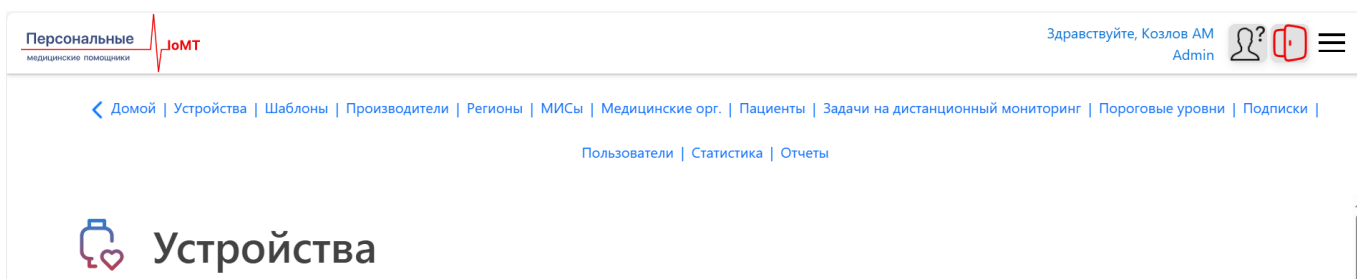 Персональные
медицинские помощники
IoMT
Здравствуйте, Козлов АМ
Admin
?
Домой | Устройства | Шаблоны | Производители | Регионы | МИСы | Медицинские орг. | Пациенты | Задачи на дистанционный мониторинг | Пороговые уровни | Подписки |
Пользователи | Статистика | Отчеты
Устройства